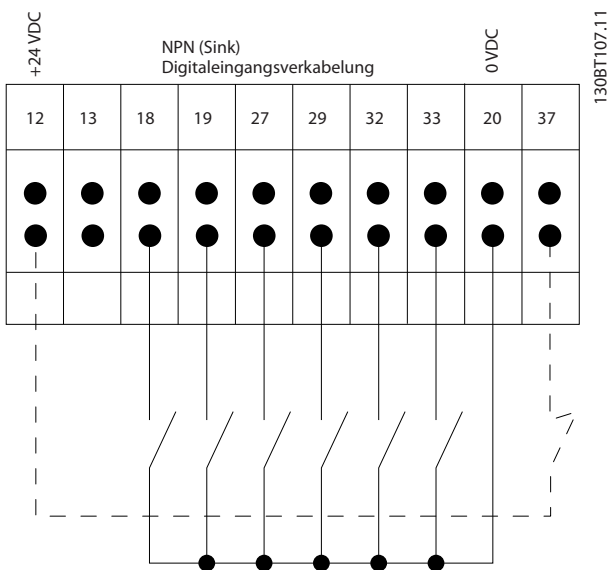 +24 VDC
NPN (Sink)
Digitaleingangsverkabelung
0 VDC
130BT107.11
12 13 18 19 27 29 32 33 20 37